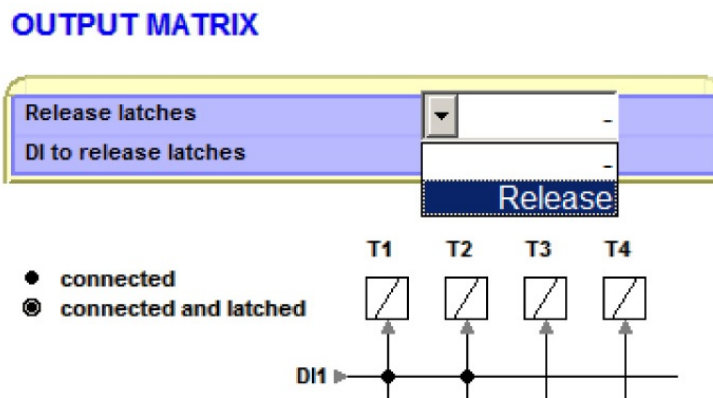 OUTPUT MATRIX
Release latches -
DI to release latches -
Release
T1 T2 T3 T4
connected
connected and latched
DI1